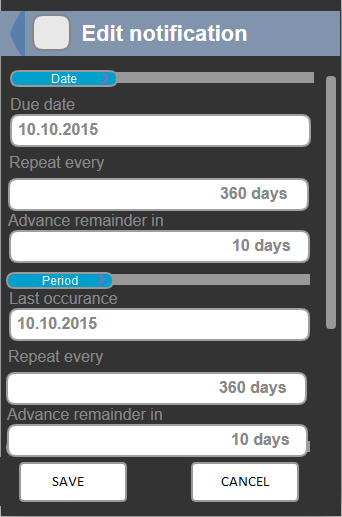 Edit notification
Date
Due date
10.10.2015
Repeat every
360 days
Advance remainder in
10 days
Period
Last occurance
10.10.2015
Repeat every
360 days
Advance remainder in
10 days
SAVE CANCEL